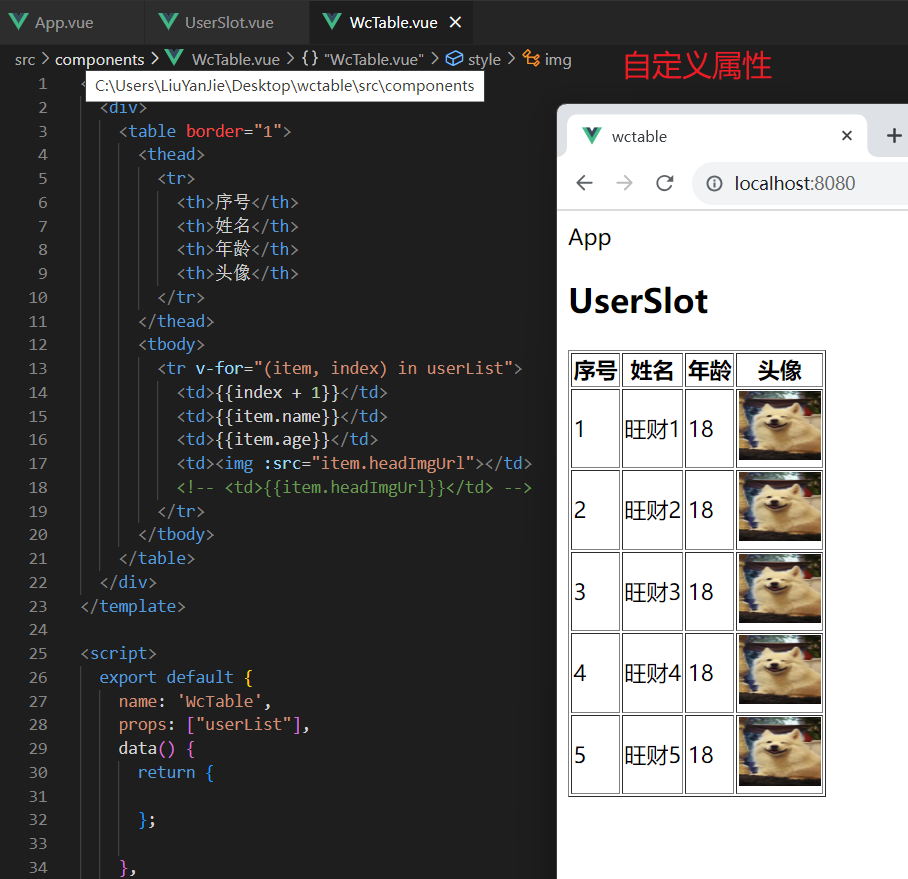 App.vue UserSlot.vue WcTable.vue
src > components > WcTable.vue > {} "WcTable.vue" > style > img
自定义属性
C:\Users\LiuYanJie\Desktop\wctable\src\components
1 <
2 <div>
3 <table border="1">
4 <thead>
5 <tr>
6 <th>序号</th>
7 <th>姓名</th>
8 <th>年龄</th>
9 <th>头像</th>
10 </tr>
11 </thead>
12 <tbody>
13 <tr v-for="(item, index) in userList">
14 <td>{{index + 1}}</td>
15 <td>{{item.name}}</td>
16 <td>{{item.age}}</td>
17 <td><img :src="item.headImgUrl"></td>
18 <!-- <td>{{item.headImgUrl}}</td> -->
19 </tr>
20 </tbody>
21 </table>
22 </div>
23 </template>
24
25 <script>
26 export default {
27 name: 'WcTable',
28 props: ["userList"],
29 data() {
30 return {
31
32 };
33
34 },
wctable
localhost:8080
App
UserSlot
序号 姓名 年龄 头像
1 旺财1 18
2 旺财2 18
3 旺财3 18
4 旺财4 18
5 旺财5 18